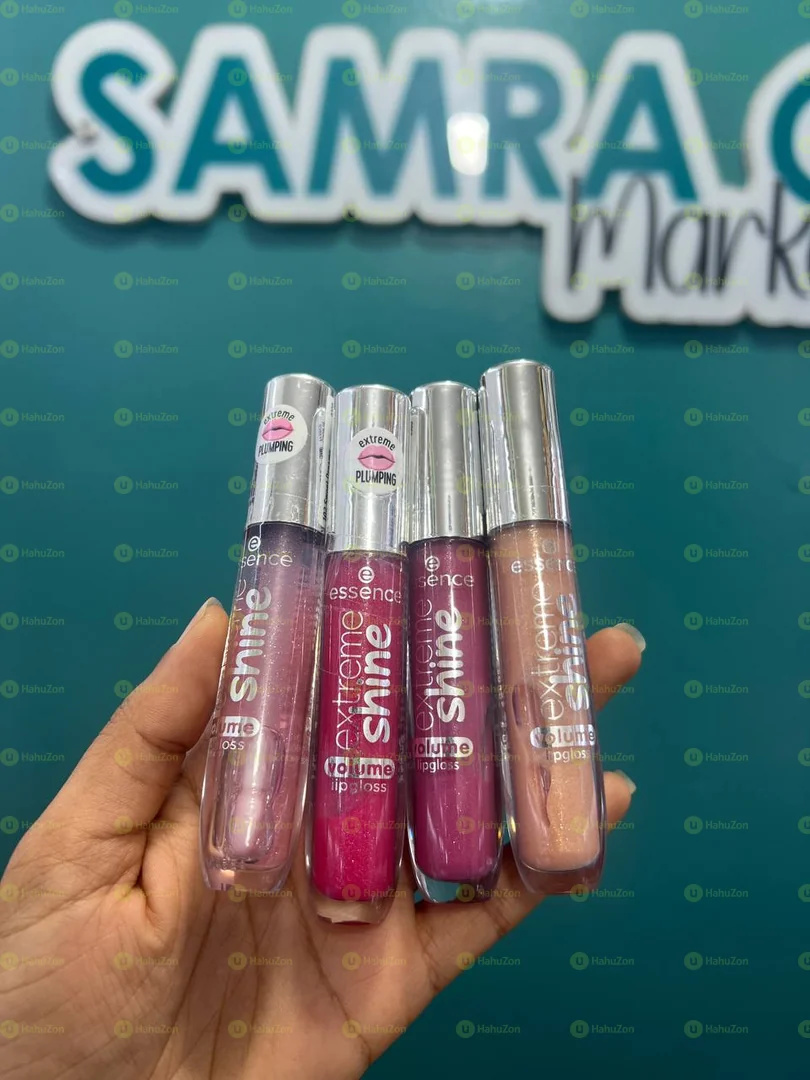 SAMRA
Mark
extreme
PLUMPING
essence
shine
gloss
extreme
PLUMPING
essence
extreme
shine
volume
lipgloss
essence
extreme
shine
volume
lipgloss
essence
extreme
shine
volume
lipgloss
HahuZon